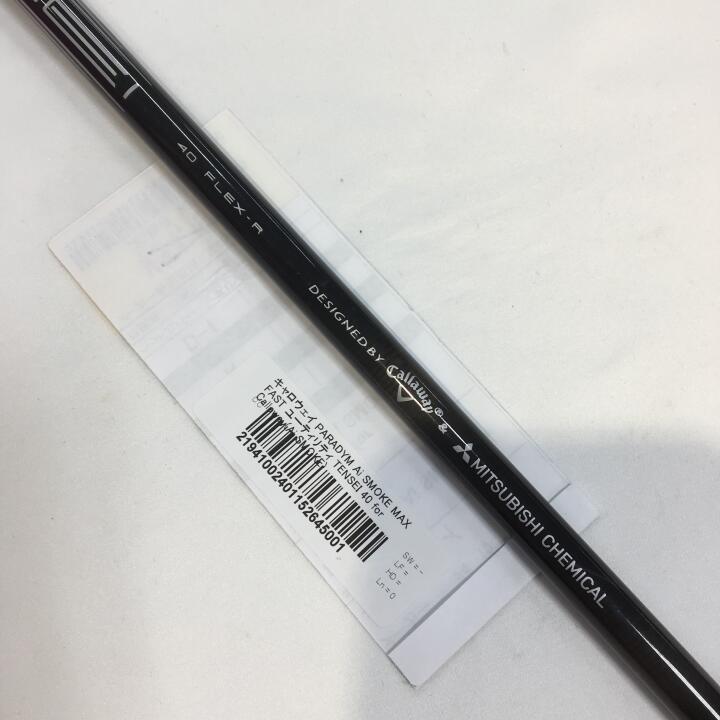 40 FLEX-R
DESIGNED BY Callaway® &
MITSUBISHI CHEMICAL
キャロウェイ PARADYM Ai SMOKE MAX
FAST ユーティリティ TENSEI 40 for
Callaway(Ai SMOKE)
2194100240115264500​1
SW = -
LF =
HD =
Ln = 0